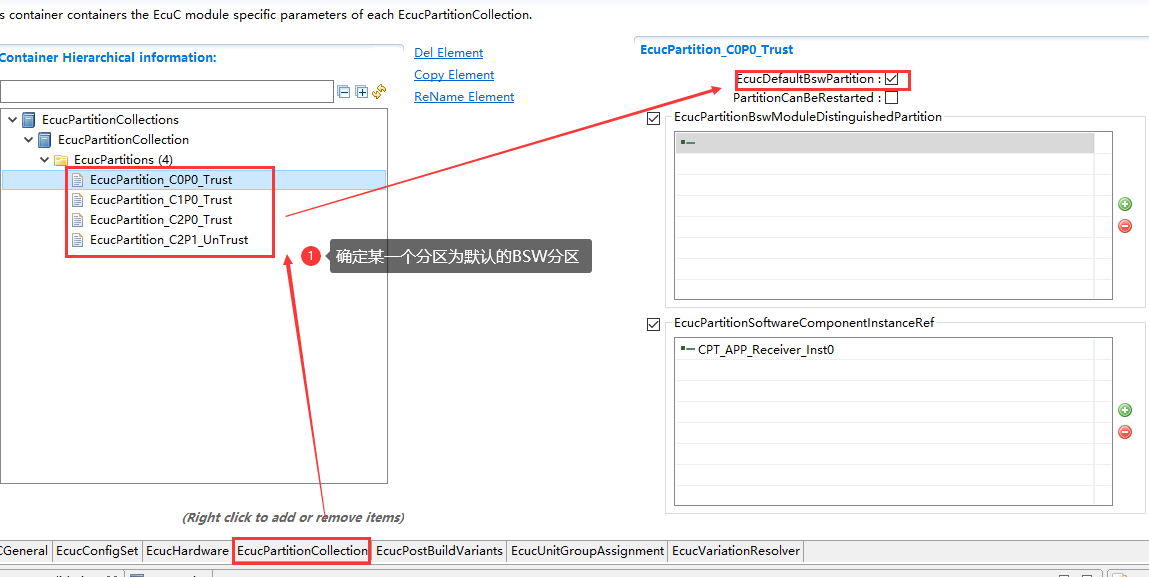 s container containers the EcuC module specific parameters of each EcucPartitionCollection.
Container Hierarchical information:
Del Element
Copy Element
ReName Element
EcucPartitionCollections
EcucPartitionCollection
EcucPartitions (4)
EcucPartition_C0P0_Trust
EcucPartition_C1P0_Trust
EcucPartition_C2P0_Trust
EcucPartition_C2P1_UnTrust
1 确定某一个分区为默认的BSW分区
(Right click to add or remove items)
EcucPartition_C0P0_Trust
EcucDefaultBswPartition :
PartitionCanBeRestarted :
EcucPartitionBswModuleDistinguishedPartition
EcucPartitionSoftwareComponentInstanceRef
CPT_APP_Receiver_Inst0
CGeneral EcucConfigSet EcucHardware EcucPartitionCollection EcucPostBuildVariants EcucUnitGroupAssignment EcucVariationResolver